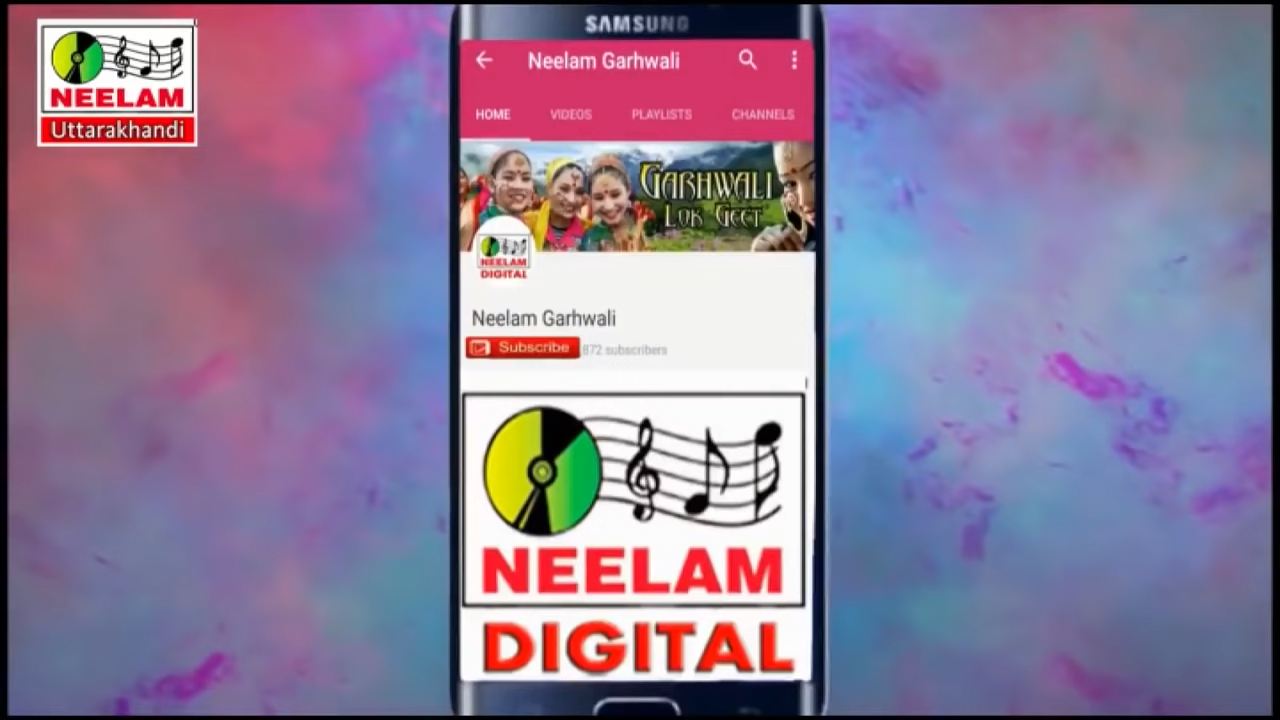 NEELAM
Uttarakhandi
SAMSUNG
Neelam Garhwali
HOME VIDEOS PLAYLISTS CHANNELS
GARHWALI
LOK GEET
NEELAM
DIGITAL
Neelam Garhwali
Subscribe 872 subscribers
NEELAM
DIGITAL